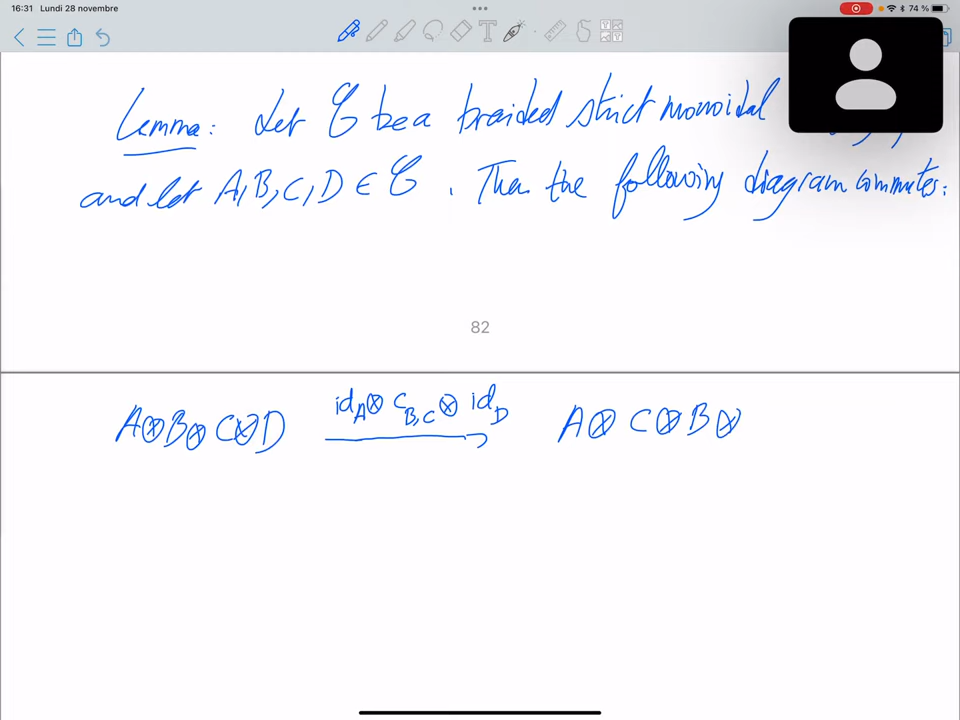 16:31 Lundi 28 novembre
74 %
Lemma: Let C be a braided strict monoidal
and let A, B, C, D ∈ C. Then the following diagram commutes:
82
id_A ⊗ c_{B,C} ⊗ id_D
A⊗B⊗C⊗D → A⊗C⊗B⊗